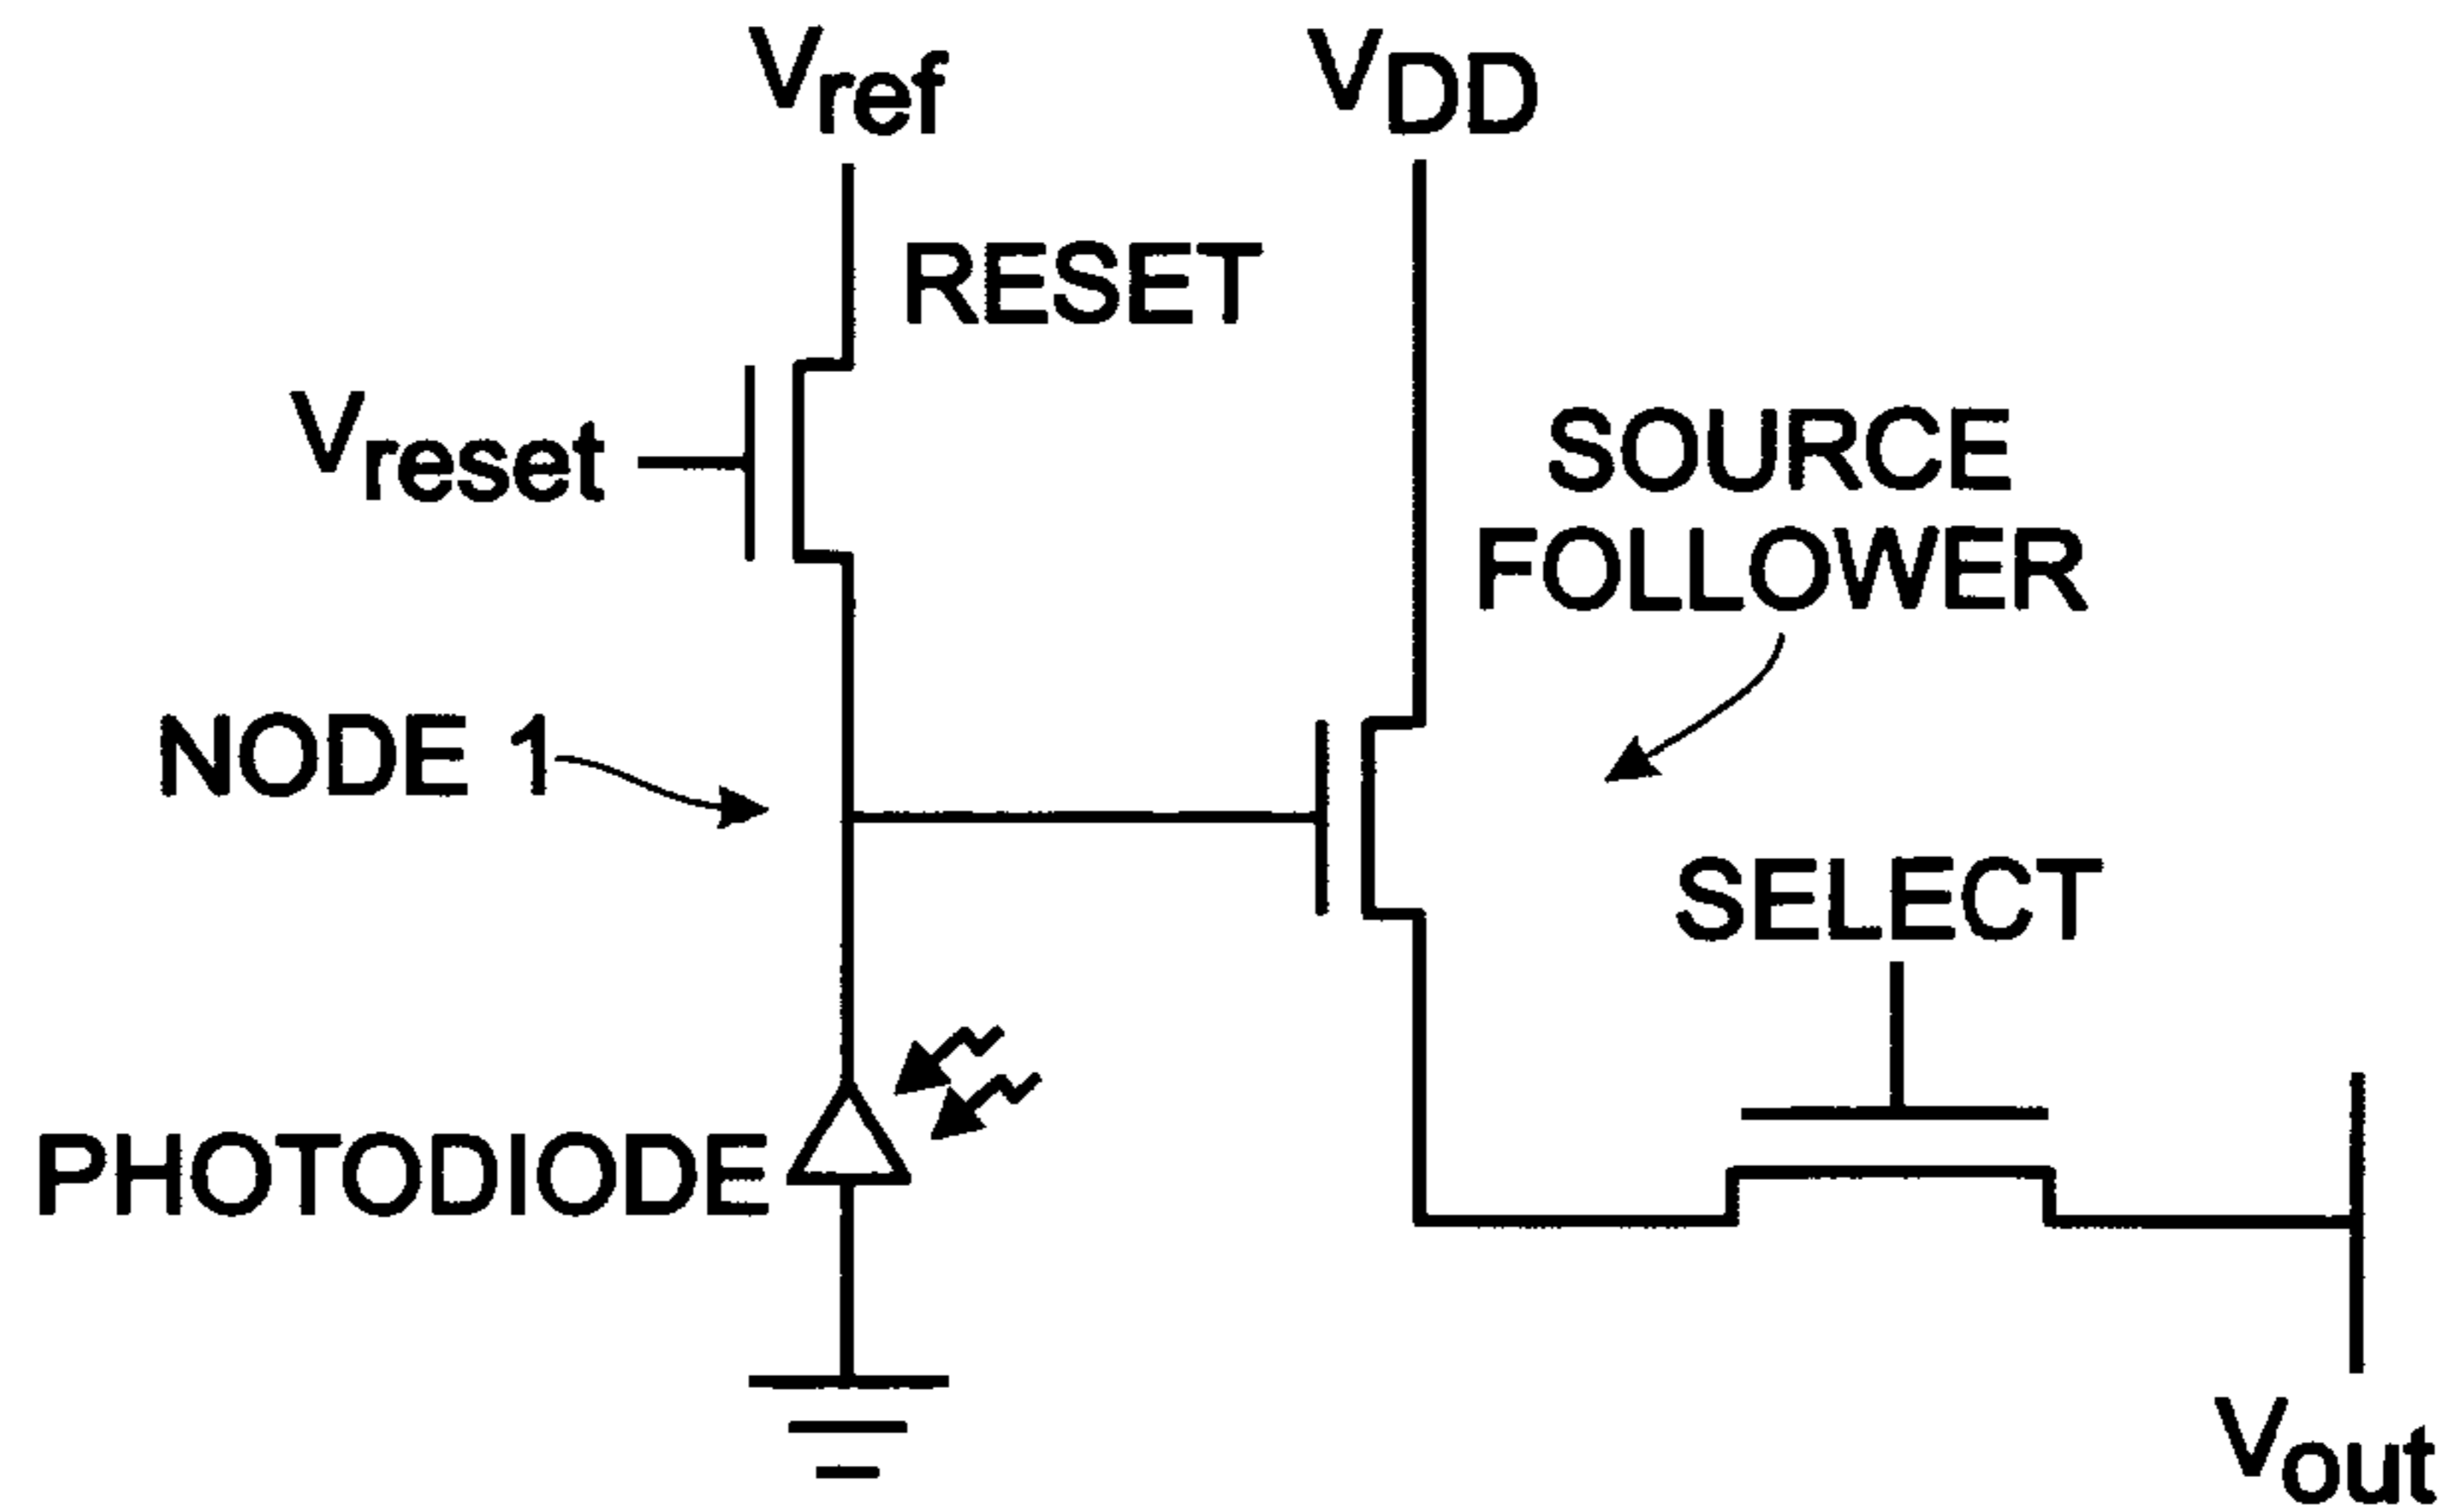 Vref
VDD
RESET
Vreset
SOURCE
FOLLOWER
NODE 1
SELECT
PHOTODIODE
Vout